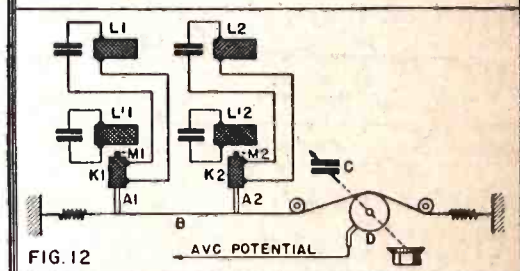 L1
L2
L'1
L'2
M1
M2
K1
K2
C
A1
A2
B
D
AVC POTENTIAL
FIG. 12